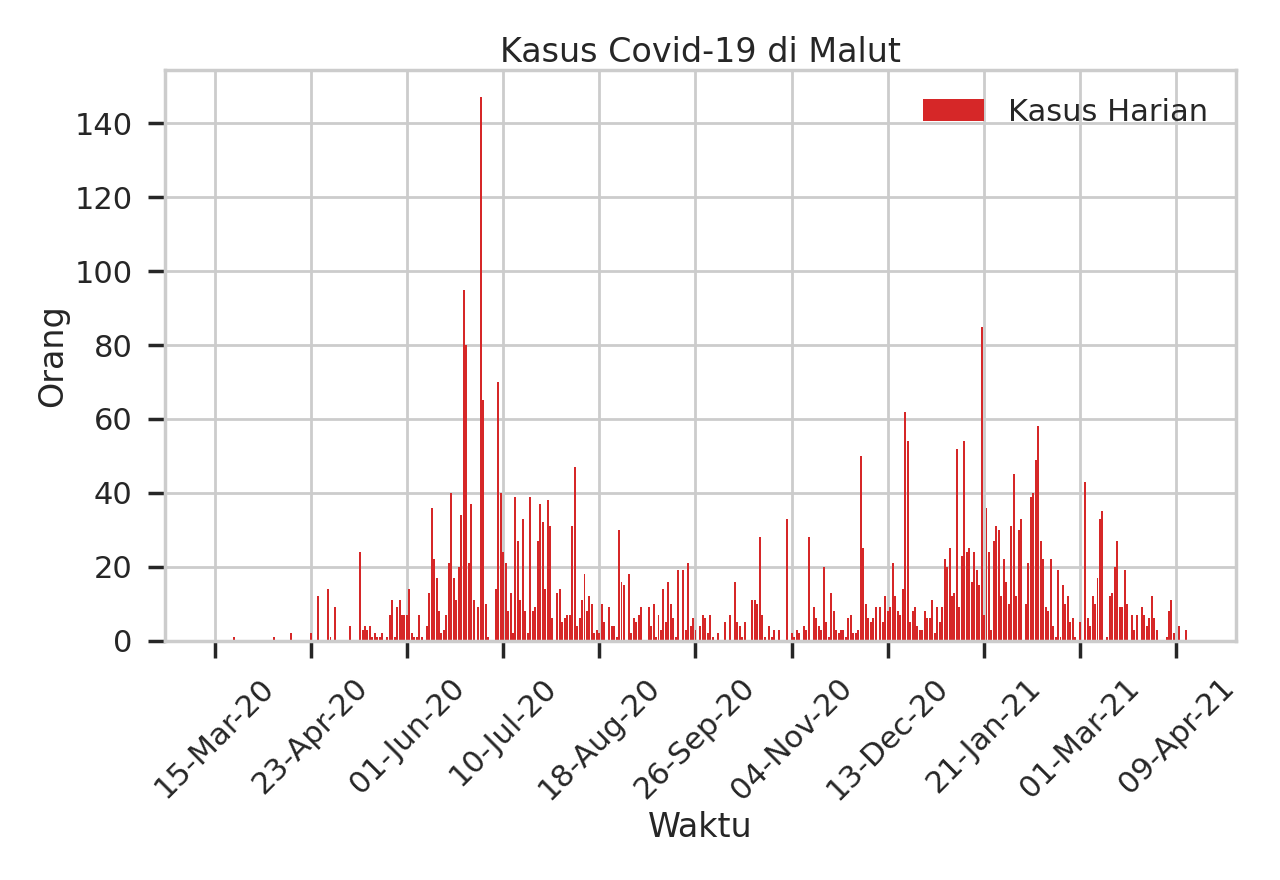 Kasus Covid-19 di Malut
Kasus Harian
Orang
140
120
100
80
60
40
20
0
15-Mar-20
23-Apr-20
01-Jun-20
10-Jul-20
18-Aug-20
26-Sep-20
04-Nov-20
13-Dec-20
21-Jan-21
01-Mar-21
09-Apr-21
Waktu